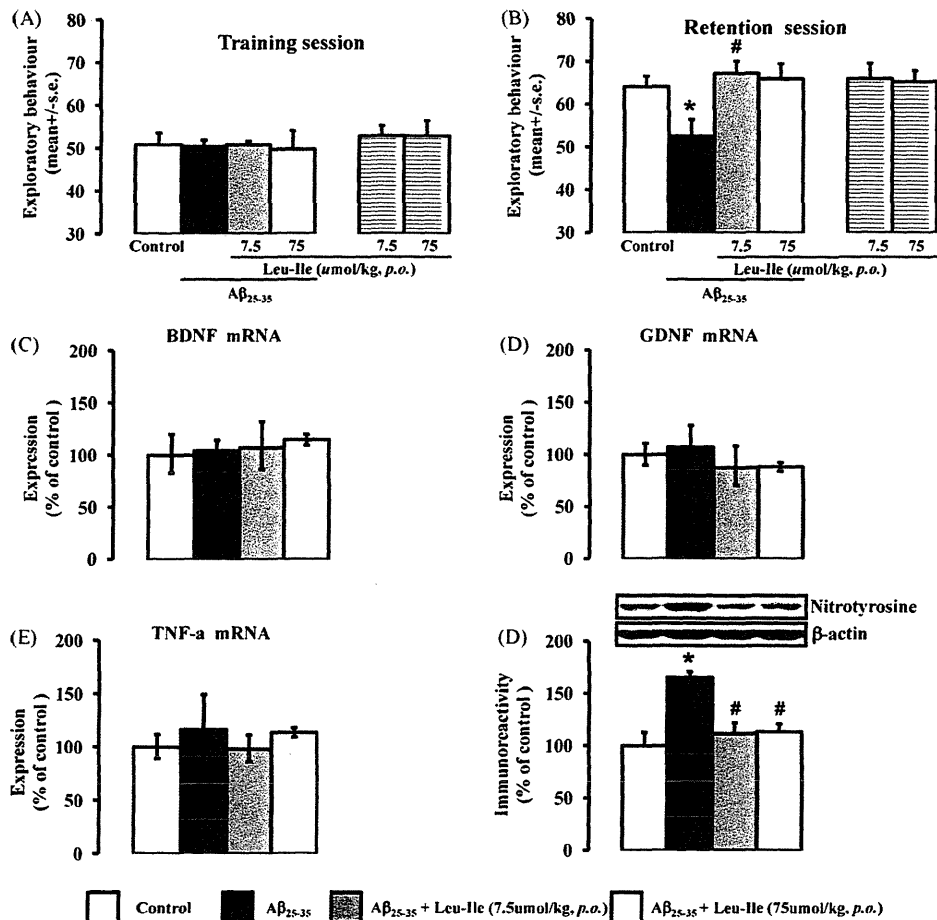 (A)
Training session
Exploratory behaviour
(mean+/-s.e.)
80
70
60
50
40
30
Control
7.5
75
7.5
75
Leu-Ile (umol/kg, p.o.)
Aβ25-35
(B)
Retention session
Exploratory behaviour
(mean+/-s.e.)
80
70
60
50
40
30
*
#
Control
7.5
75
7.5
75
Leu-Ile (umol/kg, p.o.)
Aβ25-35
(C)
BDNF mRNA
Expression
(% of control)
200
150
100
50
0
(D)
GDNF mRNA
Expression
(% of control)
200
150
100
50
0
(E)
TNF-a mRNA
Expression
(% of control)
200
150
100
50
0
Nitrotyrosine
β-actin
(D)
Immunoreactivity
(% of control)
200
150
100
50
0
*
#
#
Control
Aβ25-35
Aβ25-35 + Leu-Ile (7.5umol/kg, p.o.)
Aβ25-35 + Leu-Ile (75umol/kg, p.o.)